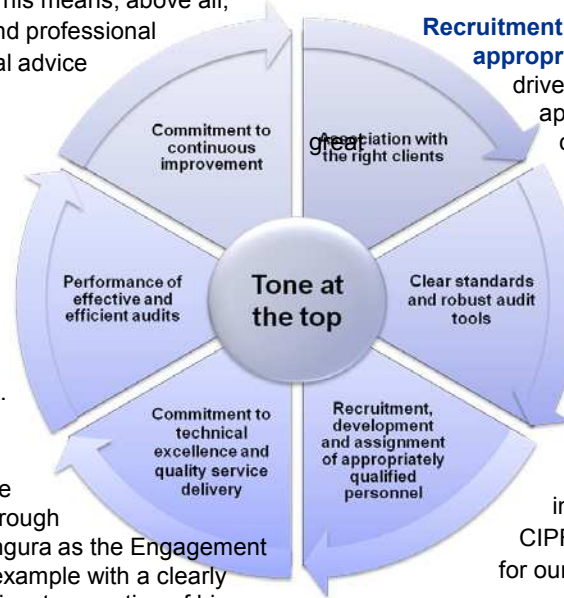 his means, above all,
nd professional
al advice
Recruitment
appropri
drive
ap
c
great
Commitment to
continuous
improvement
Association with
the right clients
Clear standards
and robust audit
tools
Recruitment,
development
and assignment
of appropriately
qualified
personnel
Commitment to
technical
excellence and
quality service
delivery
Performance of
effective and
efficient audits
Tone at
the top
.
e
rough
ngura as the Engagement
example with a clearly
in
CIPF
for our